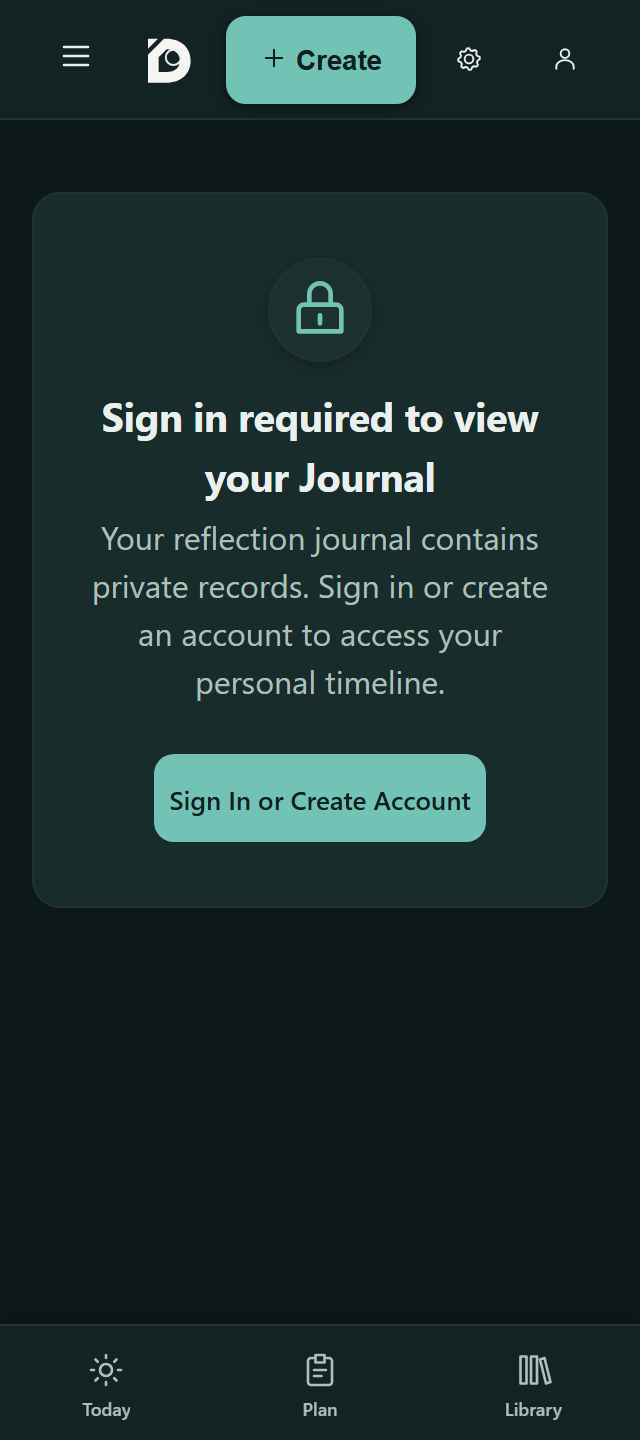 Create
Sign in required to view
your Journal
Your reflection journal contains
private records. Sign in or create
an account to access your
personal timeline.
Sign In or Create Account
Today
Plan
Library